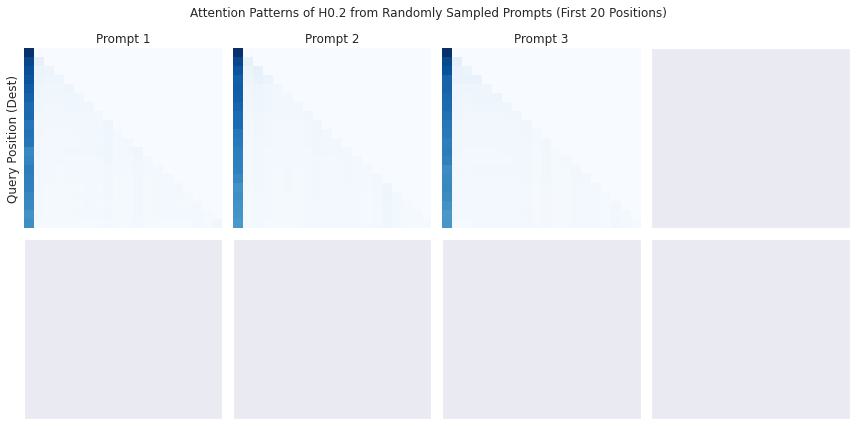 Attention Patterns of H0.2 from Randomly Sampled Prompts (First 20 Positions)
Prompt 1
Prompt 2
Prompt 3
Query Position (Dest)